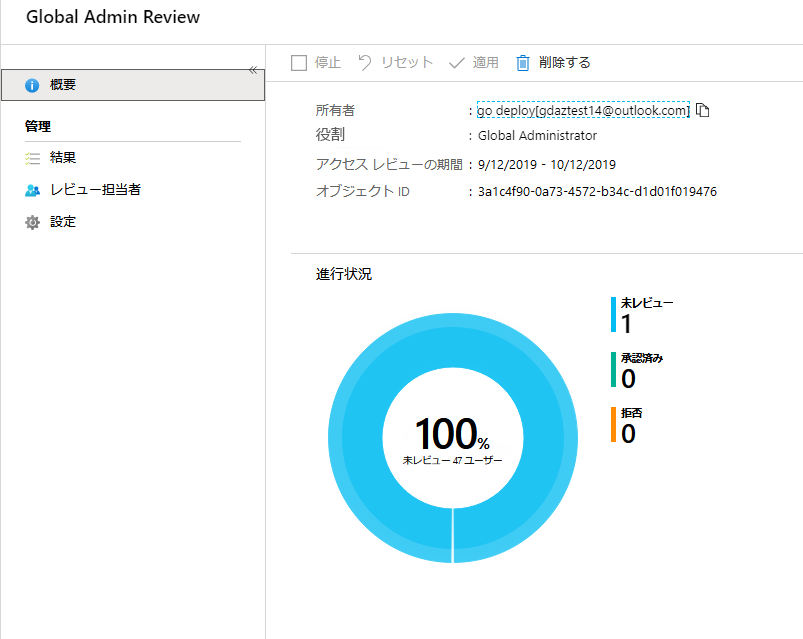 Global Admin Review
«
停止 リセット 適用 削除する
概要
管理
結果
レビュー担当者
設定
所有者 : go deploy[gdaztest14@outlook.com]
役割 : Global Administrator
アクセス レビューの期間 : 9/12/2019 - 10/12/2019
オブジェクト ID : 3a1c4f90-0a73-4572-b34c-d1d01f019476
進行状況
100%
未レビュー 47 ユーザー
未レビュー
1
承認済み
0
拒否
0